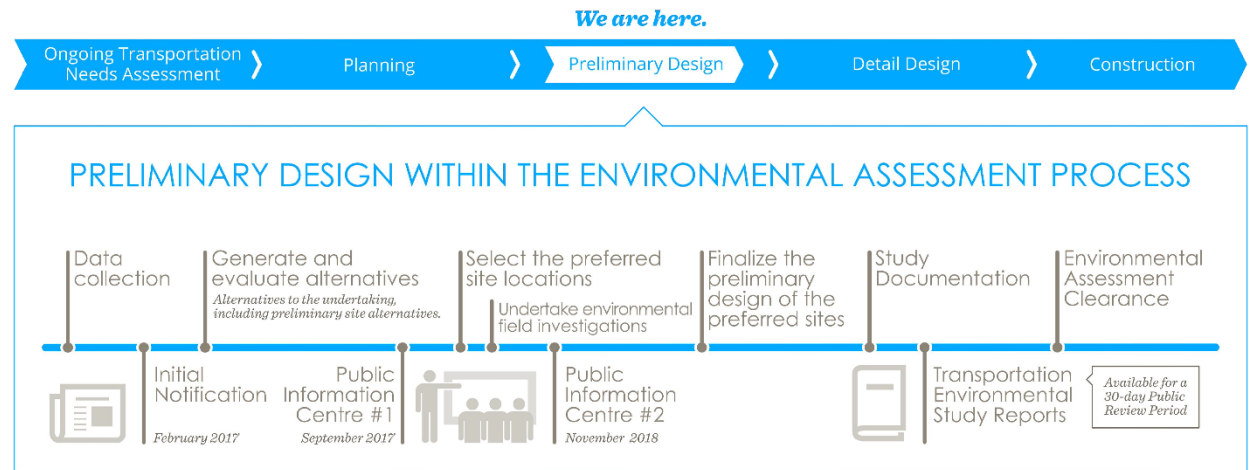 We are here.
Ongoing Transportation
Needs Assessment
Planning
Preliminary Design
Detail Design
Construction
PRELIMINARY DESIGN WITHIN THE ENVIRONMENTAL ASSESSMENT PROCESS
Data
collection
Generate and
evaluate alternatives
Alternatives to the undertaking,
including preliminary site alternatives.
Select the preferred
site locations
Undertake environmental
field investigations
Finalize the
preliminary
design of the
preferred sites
Study
Documentation
Environmental
Assessment
Clearance
Initial
Notification
February 2017
Public
Information
Centre #1
September 2017
Public
Information
Centre #2
November 2018
Transportation
Environmental
Study Reports
Available for a
30-day Public
Review Period